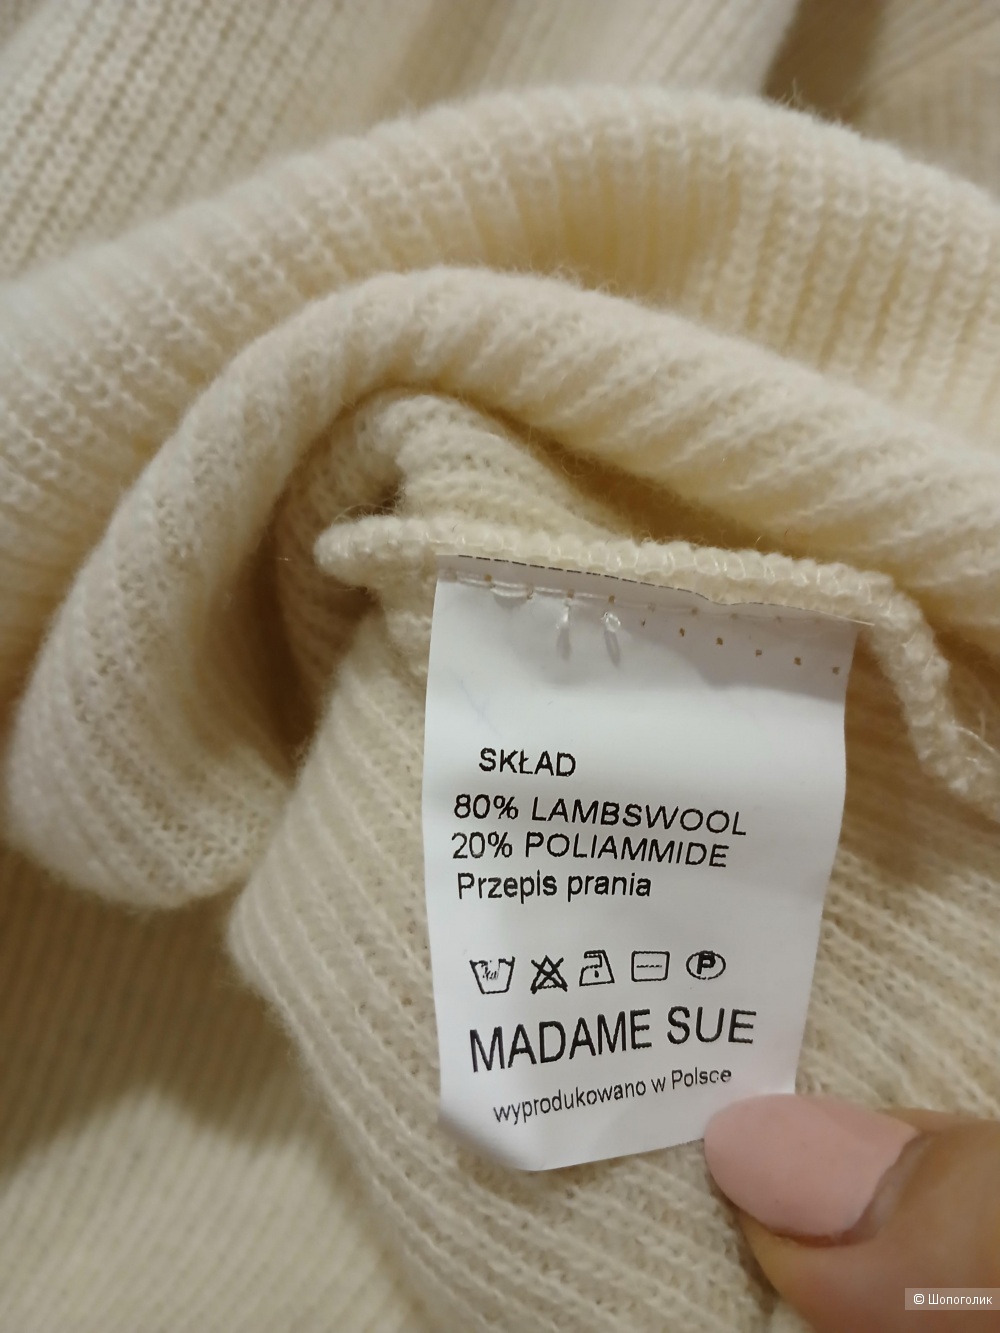 SKŁAD
80% LAMBSWOOL
20% POLIAMMIDE
Przepis prania
P
MADAME SUE
wyprodukowano w Polsce
© Шопоголик